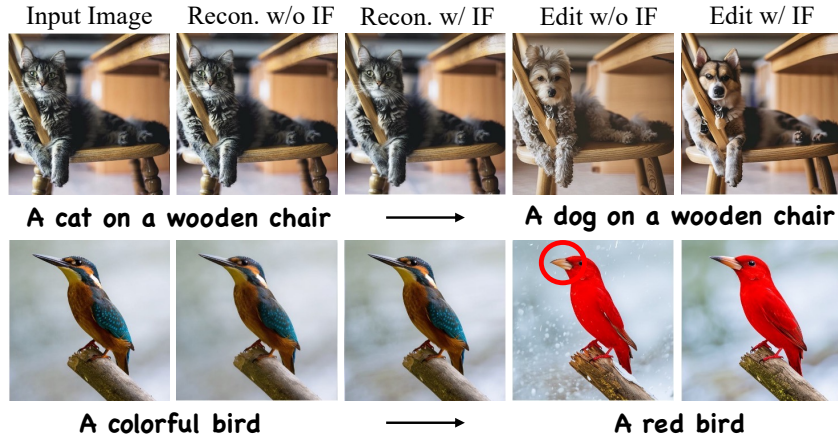 Input Image Recon. w/o IF Recon. w/ IF Edit w/o IF Edit w/ IF
A cat on a wooden chair A dog on a wooden chair
A colorful bird A red bird